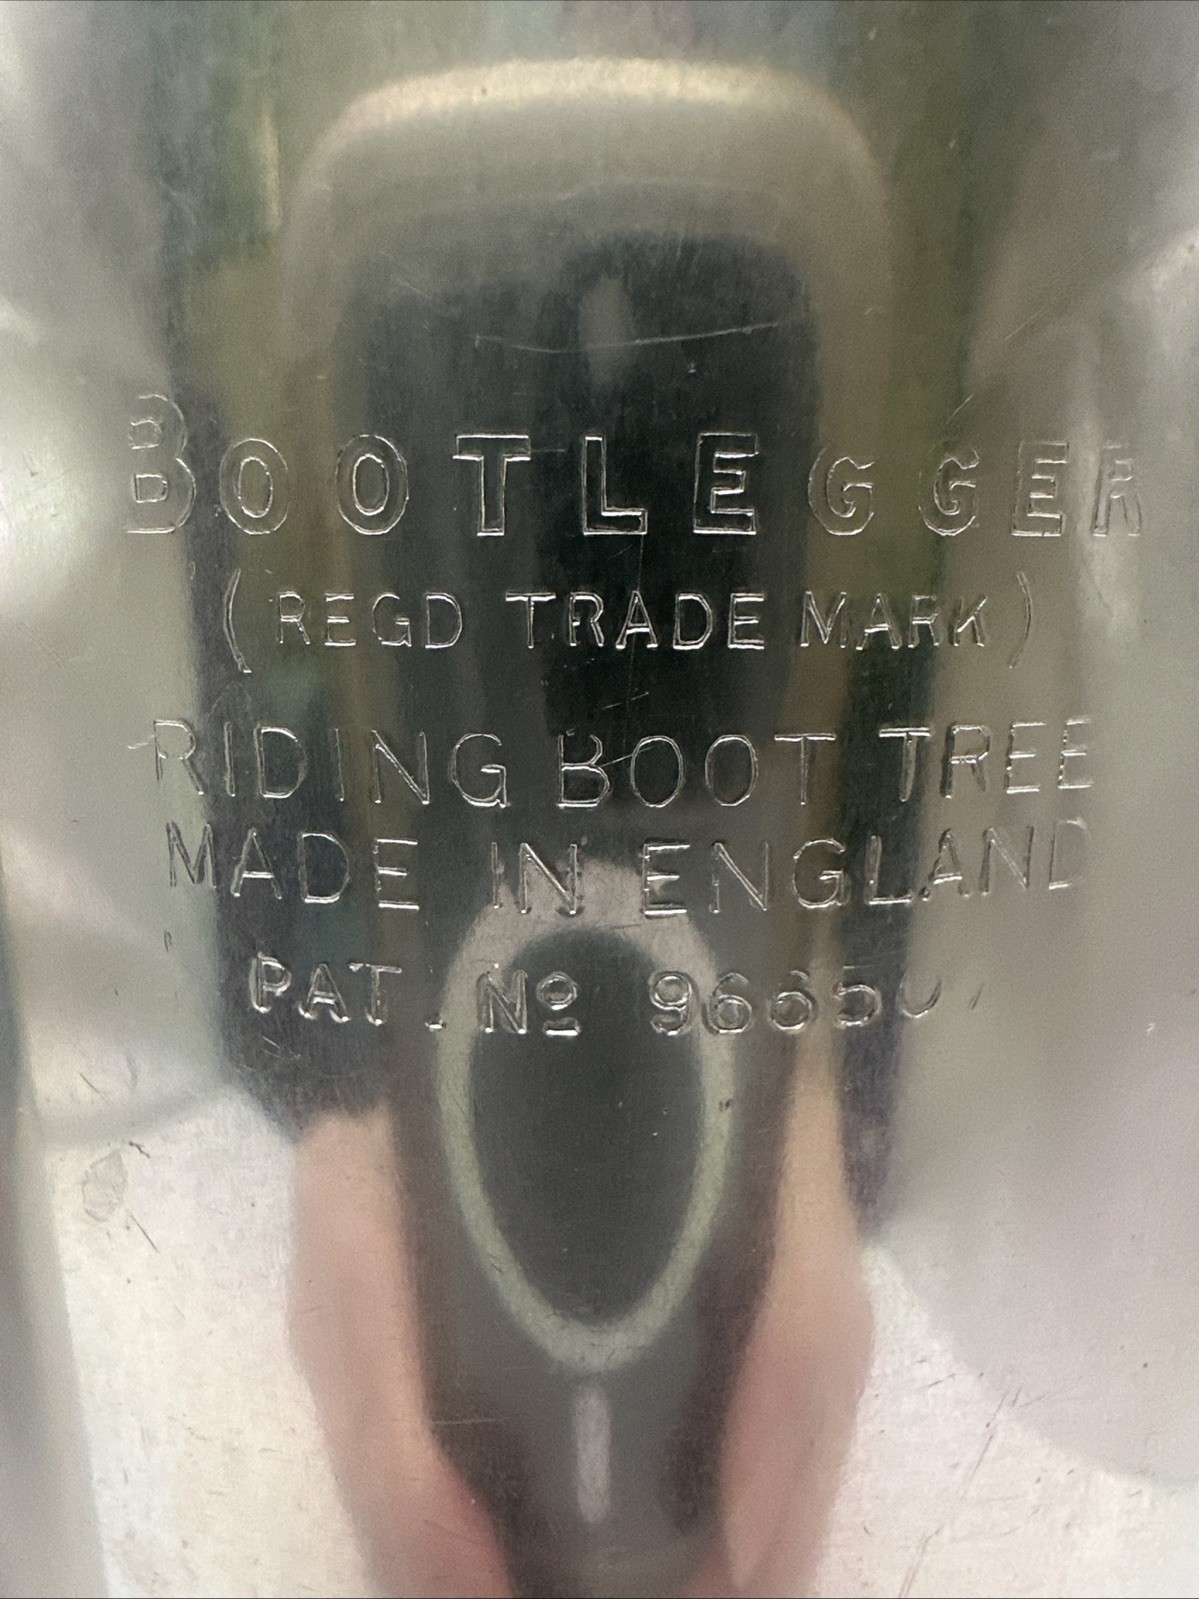 BOOTLEGGER
(REGD TRADE MARK)
RIDING BOOT TREE
MADE IN ENGLAND
PAT. Nº